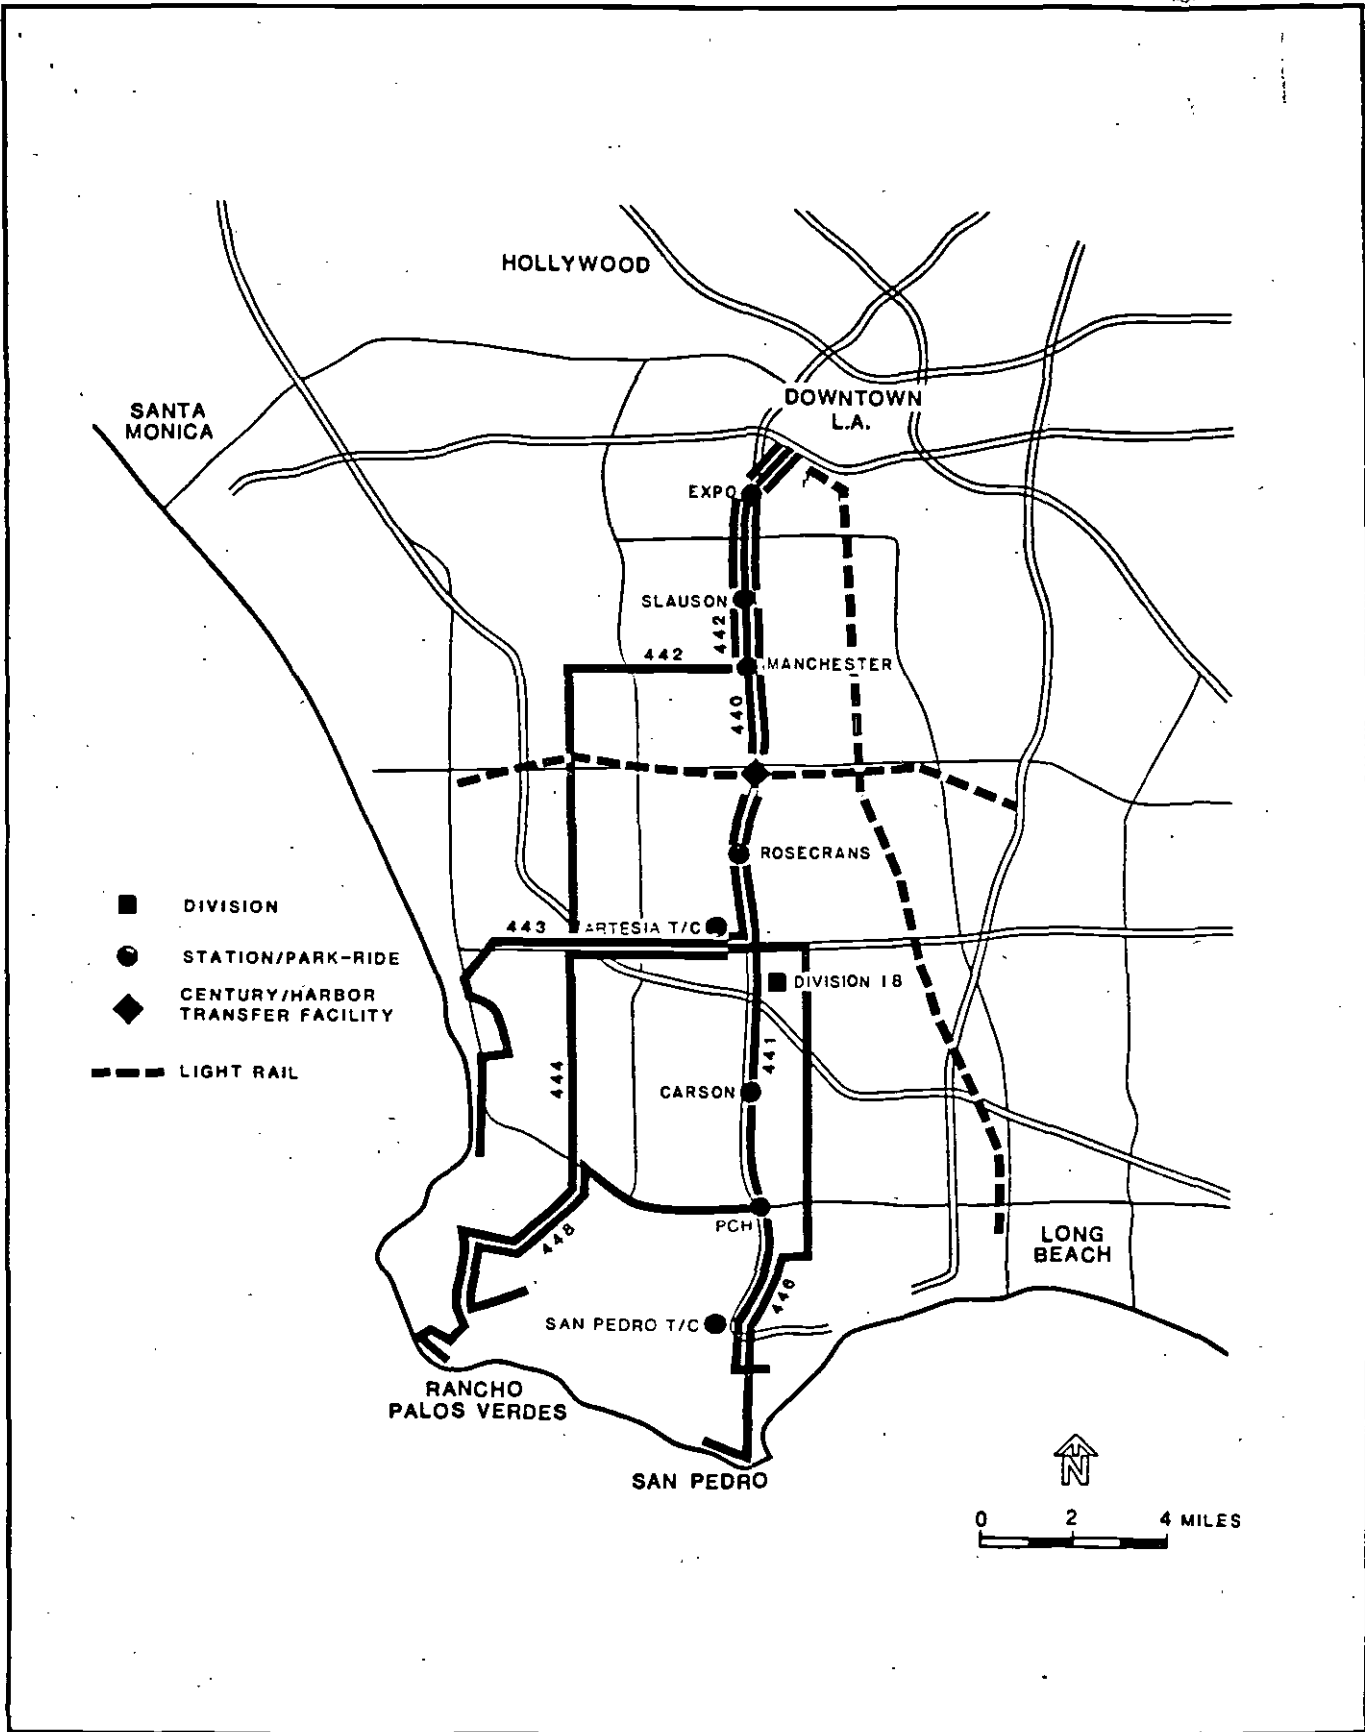 HOLLYWOOD
SANTA
MONICA
DOWNTOWN
L.A.
EXPO
SLAUSON
442
442
MANCHESTER
440
ROSECRANS
DIVISION
443
ARTESIA T/C
STATION/PARK-RIDE
DIVISION 18
CENTURY/HARBOR
TRANSFER FACILITY
LIGHT RAIL
444
441
CARSON
PCH
448
LONG
BEACH
446
SAN PEDRO T/C
RANCHO
PALOS VERDES
SAN PEDRO
N
0 2 4 MILES